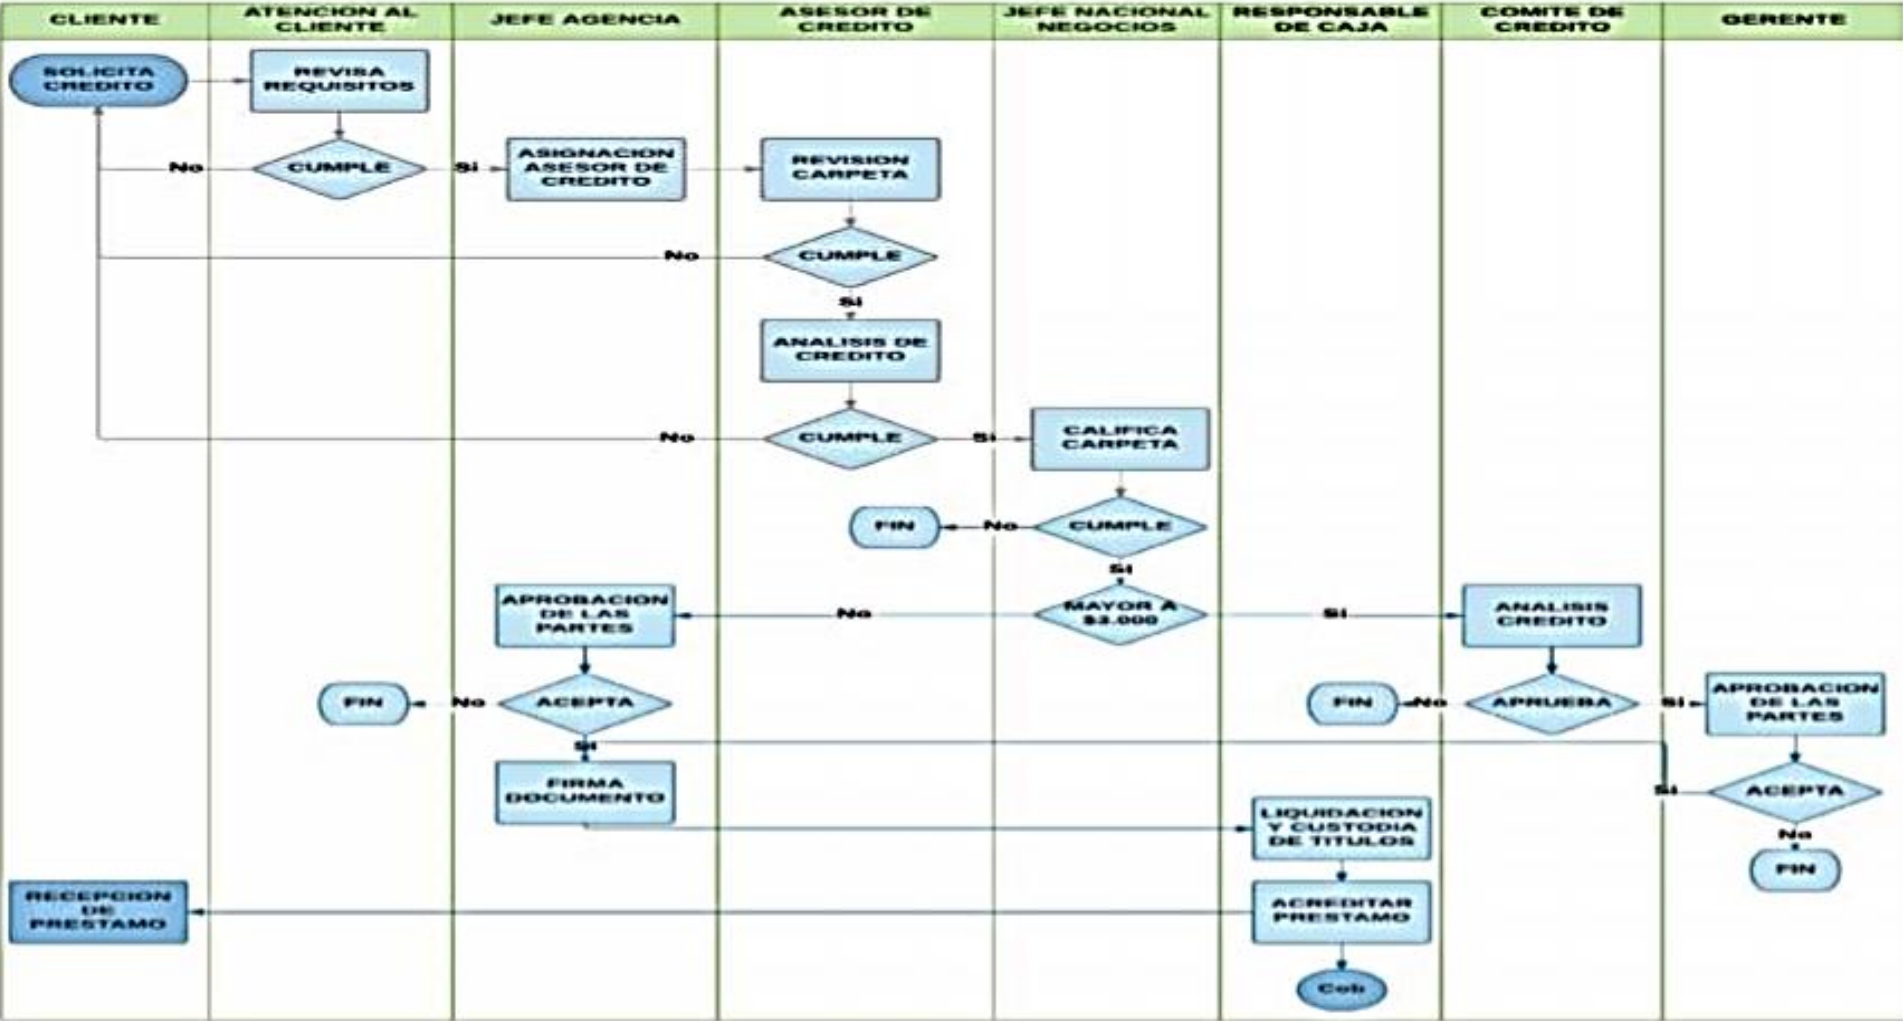 CLIENTE
ATENCION AL
CLIENTE
JEFE AGENCIA
ASESOR DE
CREDITO
JEFE NACIONAL
NEGOCIOS
RESPONSABLE
DE CAJA
COMITE DE
CREDITO
GERENTE
SOLICITA
CREDITO
REVISA
REQUISITOS
No
CUMPLE
Si
ASIGNACION
ASESOR DE
CREDITO
REVISION
CARPETA
No
CUMPLE
Si
ANALISIS DE
CREDITO
No
CUMPLE
Si
CALIFICA
CARPETA
FIN
No
CUMPLE
Si
APROBACION
DE LAS
PARTES
No
MAYOR A
$3.000
Si
ANALISIS
CREDITO
FIN
No
ACEPTA
FIN
No
APRUEBA
Si
APROBACION
DE LAS
PARTES
Si
FIRMA
DOCUMENTO
Si
ACEPTA
LIQUIDACION
Y CUSTODIA
DE TITULOS
No
FIN
RECEPCION
DE
PRESTAMO
ACREDITAR
PRESTAMO
Cob